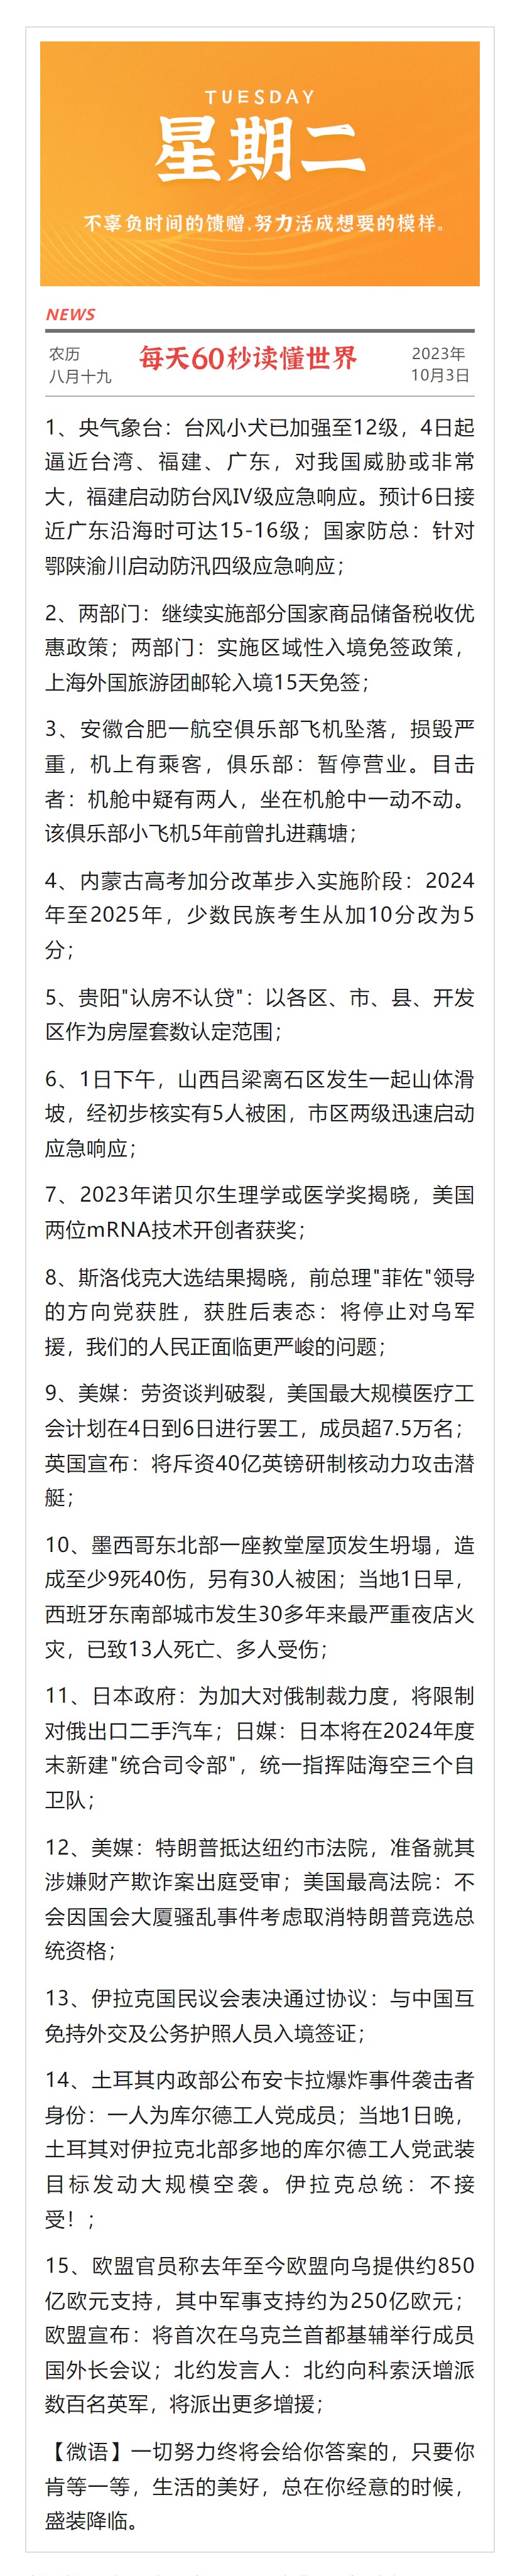 TUESDAY
星期二
不辜负时间的馈赠,努力活成想要的模样。
NEWS
农历
八月十九
每天60秒读懂世界
2023年
10月3日
1、央气象台：台风小犬已加强至12级，4日起
逼近台湾、福建、广东，对我国威胁或非常
大，福建启动防台风IV级应急响应。预计6日接
近广东沿海时可达15-16级；国家防总：针对
鄂陕渝川启动防汛四级应急响应；
2、两部门：继续实施部分国家商品储备税收优
惠政策；两部门：实施区域性入境免签政策，
上海外国旅游团邮轮入境15天免签；
3、安徽合肥一航空俱乐部飞机坠落，损毁严
重，机上有乘客，俱乐部：暂停营业。目击
者：机舱中疑有两人，坐在机舱中一动不动。
该俱乐部小飞机5年前曾扎进藕塘；
4、内蒙古高考加分改革步入实施阶段：2024
年至2025年，少数民族考生从加10分改为5
分；
5、贵阳"认房不认贷"：以各区、市、县、开发
区作为房屋套数认定范围；
6、1日下午，山西吕梁离石区发生一起山体滑
坡，经初步核实有5人被困，市区两级迅速启动
应急响应；
7、2023年诺贝尔生理学或医学奖揭晓，美国
两位mRNA技术开创者获奖；
8、斯洛伐克大选结果揭晓，前总理"菲佐"领导
的方向党获胜，获胜后表态：将停止对乌军
援，我们的人民正面临更严峻的问题；
9、美媒：劳资谈判破裂，美国最大规模医疗工
会计划在4日到6日进行罢工，成员超7.5万名；
英国宣布：将斥资40亿英镑研制核动力攻击潜
艇；
10、墨西哥东北部一座教堂屋顶发生坍塌，造
成至少9死40伤，另有30人被困；当地1日早，
西班牙东南部城市发生30多年来最严重夜店火
灾，已致13人死亡、多人受伤；
11、日本政府：为加大对俄制裁力度，将限制
对俄出口二手汽车；日媒：日本将在2024年度
末新建"统合司令部"，统一指挥陆海空三个自
卫队；
12、美媒：特朗普抵达纽约市法院，准备就其
涉嫌财产欺诈案出庭受审；美国最高法院：不
会因国会大厦骚乱事件考虑取消特朗普竞选总
统资格；
13、伊拉克国民议会表决通过协议：与中国互
免持外交及公务护照人员入境签证；
14、土耳其内政部公布安卡拉爆炸事件袭击者
身份：一人为库尔德工人党成员；当地1日晚，
土耳其对伊拉克北部多地的库尔德工人党武装
目标发动大规模空袭。伊拉克总统：不接
受！；
15、欧盟官员称去年至今欧盟向乌提供约850
亿欧元支持，其中军事支持约为250亿欧元；
欧盟宣布：将首次在乌克兰首都基辅举行成员
国外长会议；北约发言人：北约向科索沃增派
数百名英军，将派出更多增援；
【微语】一切努力终将会给你答案的，只要你
肯等一等，生活的美好，总在你经意的时候，
盛装降临。